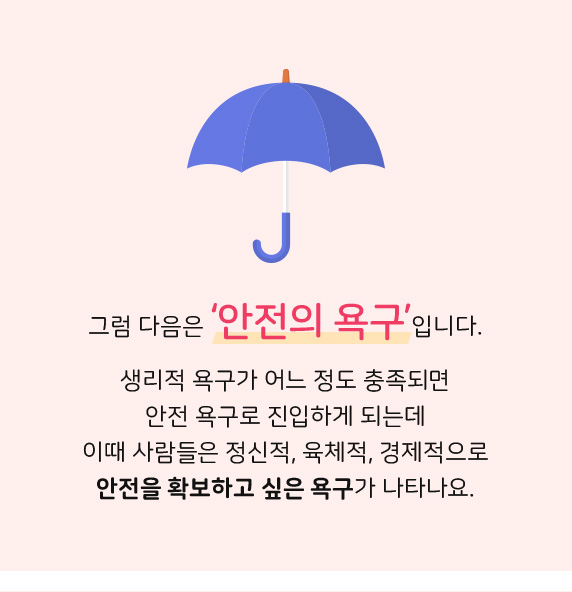 그럼 다음은 ‘안전의 욕구’입니다.
생리적 욕구가 어느 정도 충족되면
안전 욕구로 진입하게 되는데
이때 사람들은 정신적, 육체적, 경제적으로
안전을 확보하고 싶은 욕구가 나타나요.